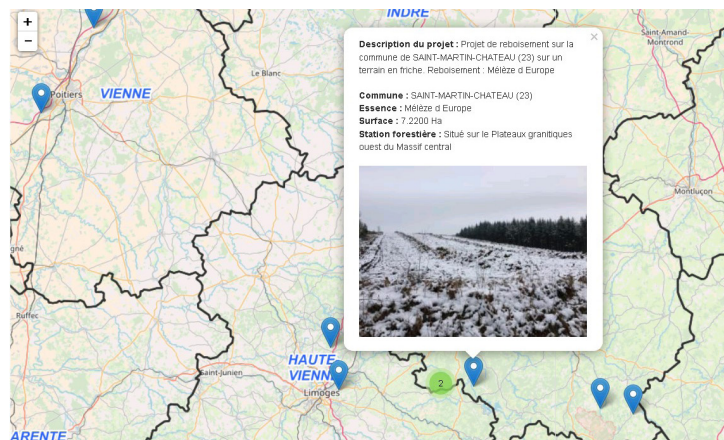 +
−
INDRE
Saint-Amand-
Montrond
Le Blanc
Poitiers
VIENNE
Montluçon
gné
Ruffec
HAUTE
VIENN
Saint-Junien
Limoges
ARENTE
2
×
Description du projet : Projet de reboisement sur la
commune de SAINT-MARTIN-CHATEAU (23) sur un
terrain en friche. Reboisement : Mélèze d Europe
Commune : SAINT-MARTIN-CHATEAU (23)
Essence : Mélèze d Europe
Surface : 7.2200 Ha
Station forestière : Situé sur le Plateaux granitiques
ouest du Massif central